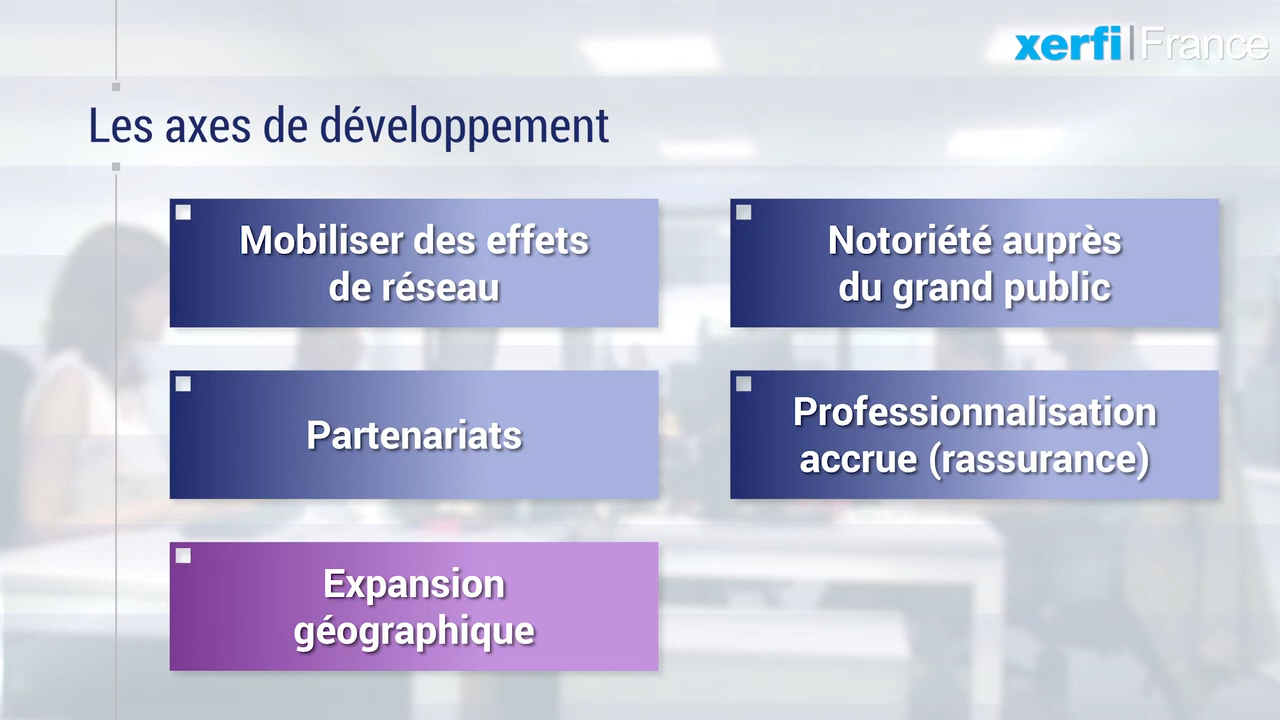 xerfi France
Les axes de développement
Mobiliser des effets
de réseau
Notoriété auprès
du grand public
Partenariats
Professionnalisation
accrue (rassurance)
Expansion
géographique